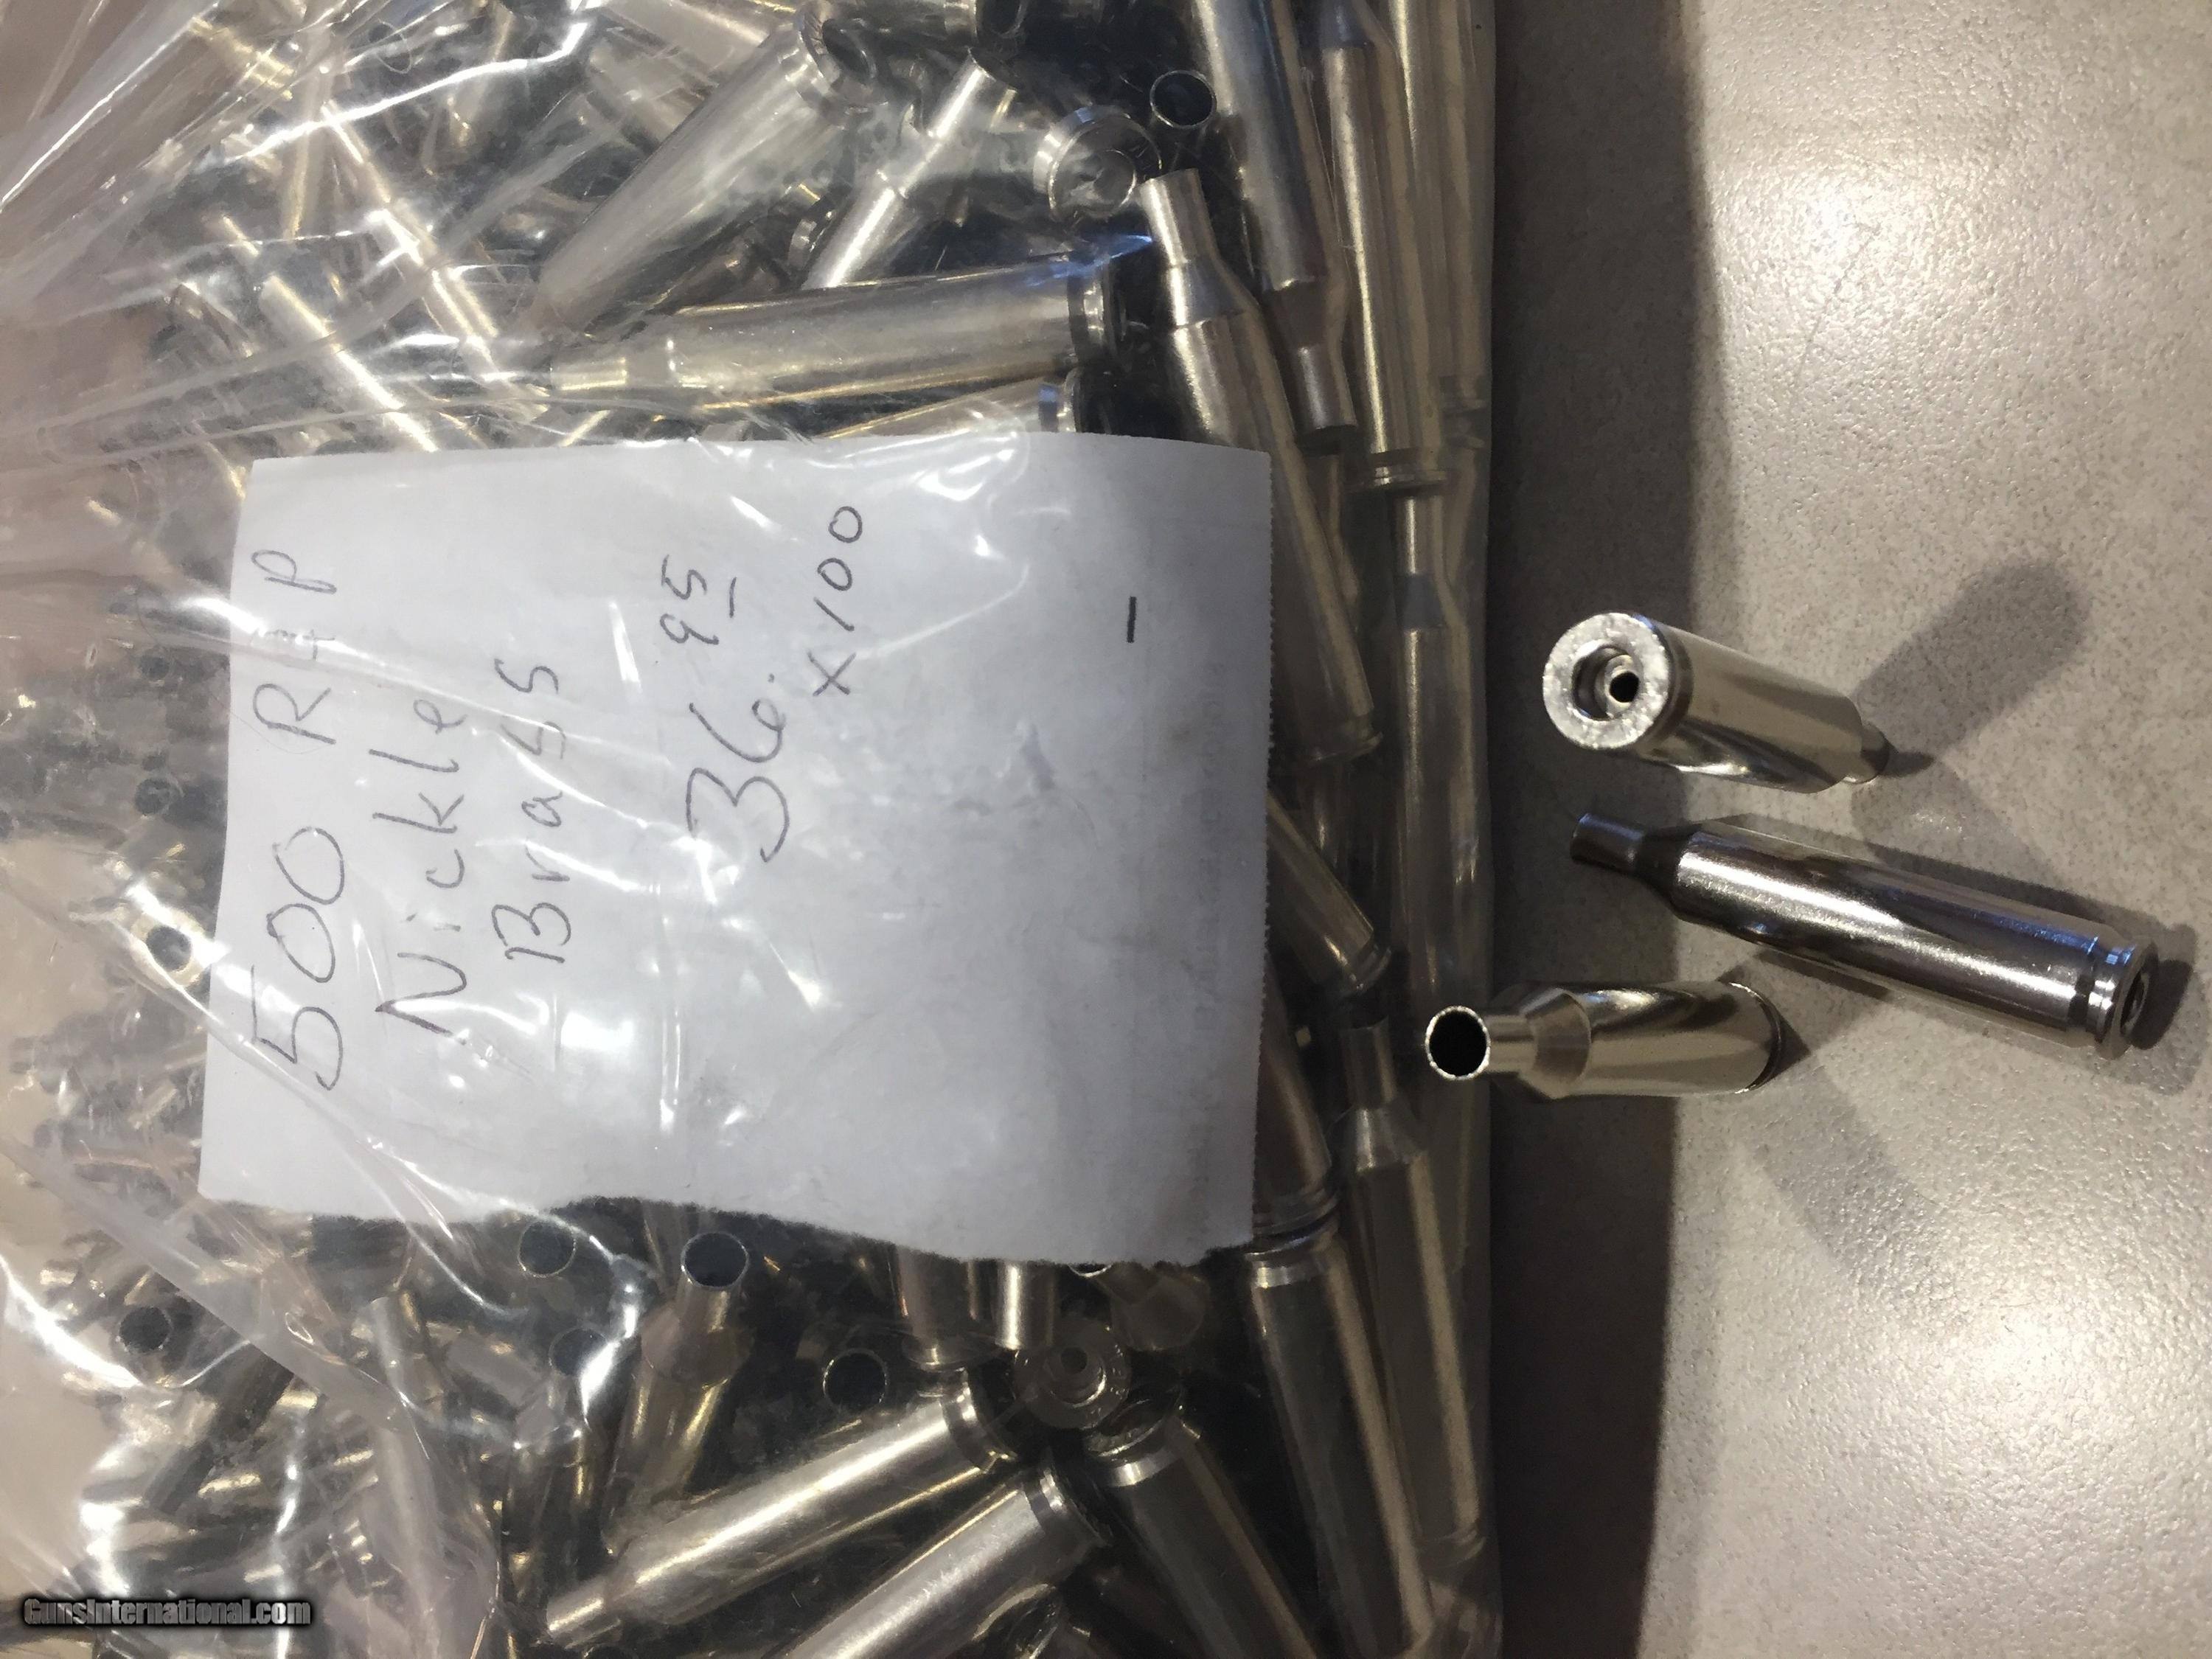 500 R+P
Nickle
Brass
36.95
x100
GunsInternational.com